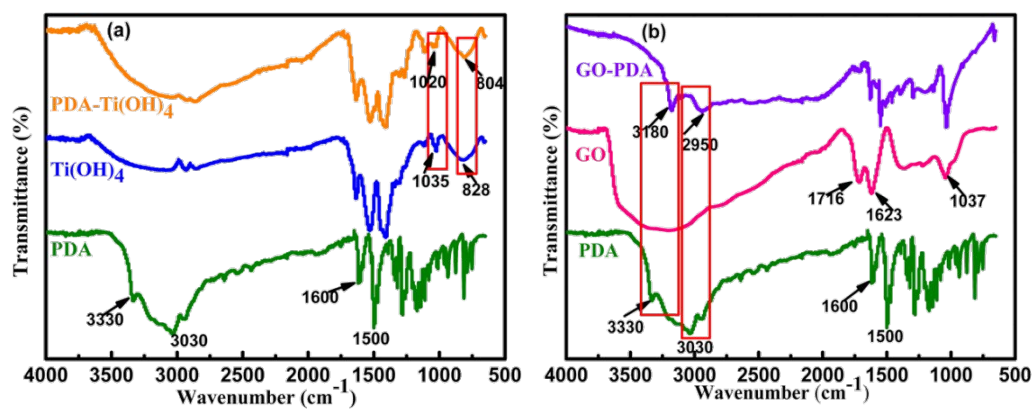 (a)
1020
804
PDA-Ti(OH)4
Ti(OH)4
1035
828
PDA
1600
3330
3030
1500
Transmittance (%)
4000 3500 3000 2500 2000 1500 1000 500
Wavenumber (cm-1)
(b)
GO-PDA
3180
2950
GO
1716
1623
1037
PDA
1600
3330
3030
1500
Transmittance (%)
4000 3500 3000 2500 2000 1500 1000 500
Wavenumber (cm-1)